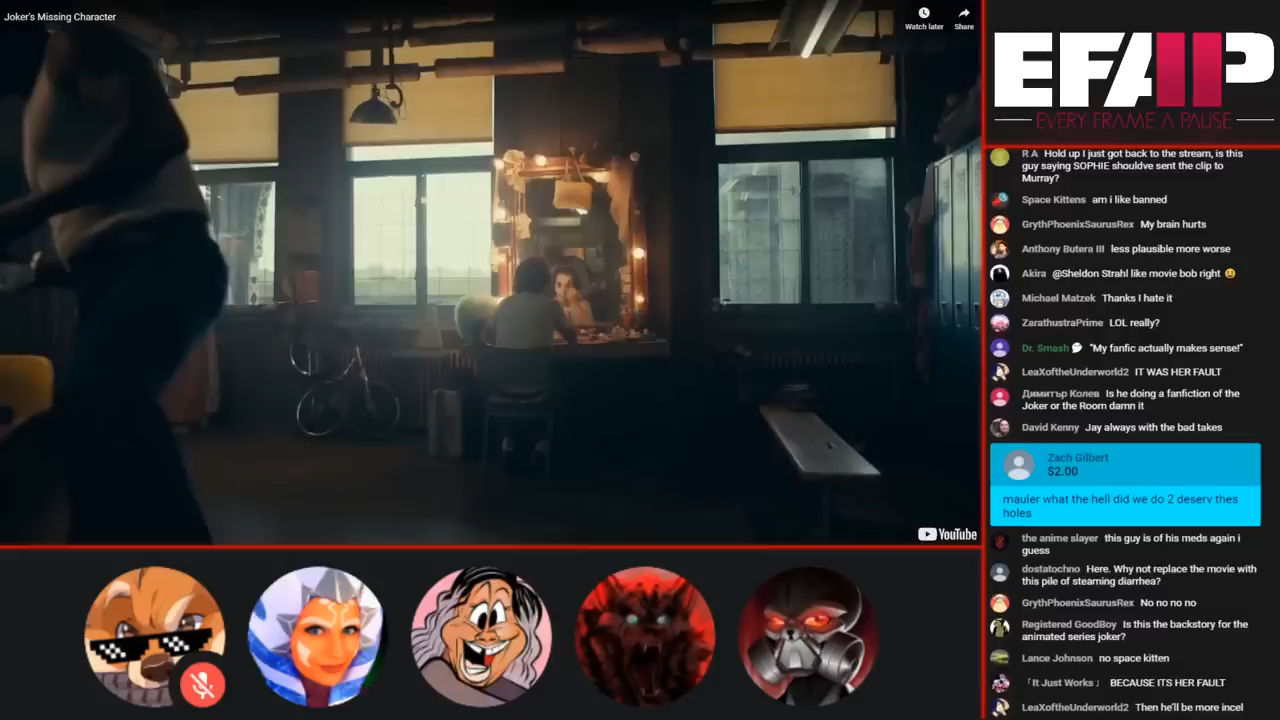 Joker's Missing Character
Watch later
Share
YouTube
EFAP
EVERY FRAME A PAUSE
R A Hold up I just got back to the stream, is this
guy saying SOPHIE shouldve sent the clip to
Murray?
Space Kittens am i like banned
GrythPhoenixSaurusRex My brain hurts
Anthony Butera III less plausible more worse
Akira @Sheldon Strahl like movie bob right 😃
Michael Matzek Thanks I hate it
ZarathustraPrime LOL really?
Dr. Smash "My fanfic actually makes sense!"
LeaXoftheUnderworld2 IT WAS HER FAULT
Димитър Колев Is he doing a fanfiction of the
Joker or the Room damn it
David Kenny Jay always with the bad takes
Zach Gilbert
$2.00
mauler what the hell did we do 2 deserv thes
holes
the anime slayer this guy is of his meds again i
guess
dostatochno Here. Why not replace the movie with
this pile of steaming diarrhea?
GrythPhoenixSaurusRex No no no no
Registered GoodBoy Is this the backstory for the
animated series joker?
Lance Johnson no space kitten
「It Just Works」 BECAUSE ITS HER FAULT
LeaXoftheUnderworld2 Then he'll be more incel